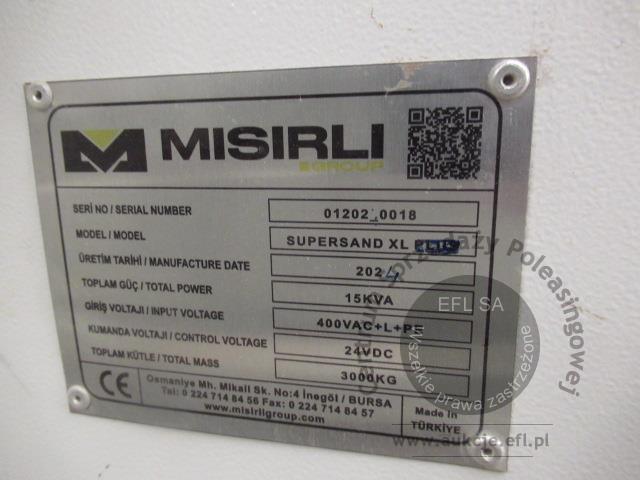 MISIRLI
GROUP
SERİ NO / SERIAL NUMBER 01202 0018
MODEL / MODEL SUPERSAND XL
ÜRETİM TARİHİ / MANUFACTURE DATE 202
TOPLAM GÜÇ / TOTAL POWER 15KVA
GİRİŞ VOLTAJI / INPUT VOLTAGE 400VAC+L+PE
KUMANDA VOLTAJI / CONTROL VOLTAGE 24VDC
TOPLAM KÜTLE / TOTAL MASS 3000KG
CE
Osmaniye Mh. Mikail Sk. No:4 İnegöl / BURSA
Tel: 0 224 714 84 56 Fax: 0 224 714 84 57
www.misirligroup.com
Made in
TÜRKİYE
Centrum Sprzedaży Poleasingowej
EFL SA
Wszelkie prawa zastrzeżone
www.aukcje.efl.pl